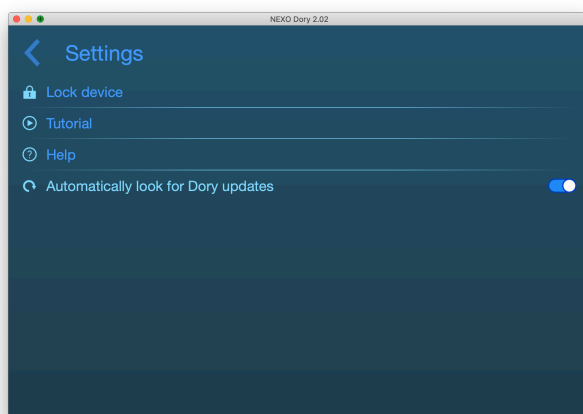 NEXO Dory 2.02
Settings
Lock device
Tutorial
Help
Automatically look for Dory updates